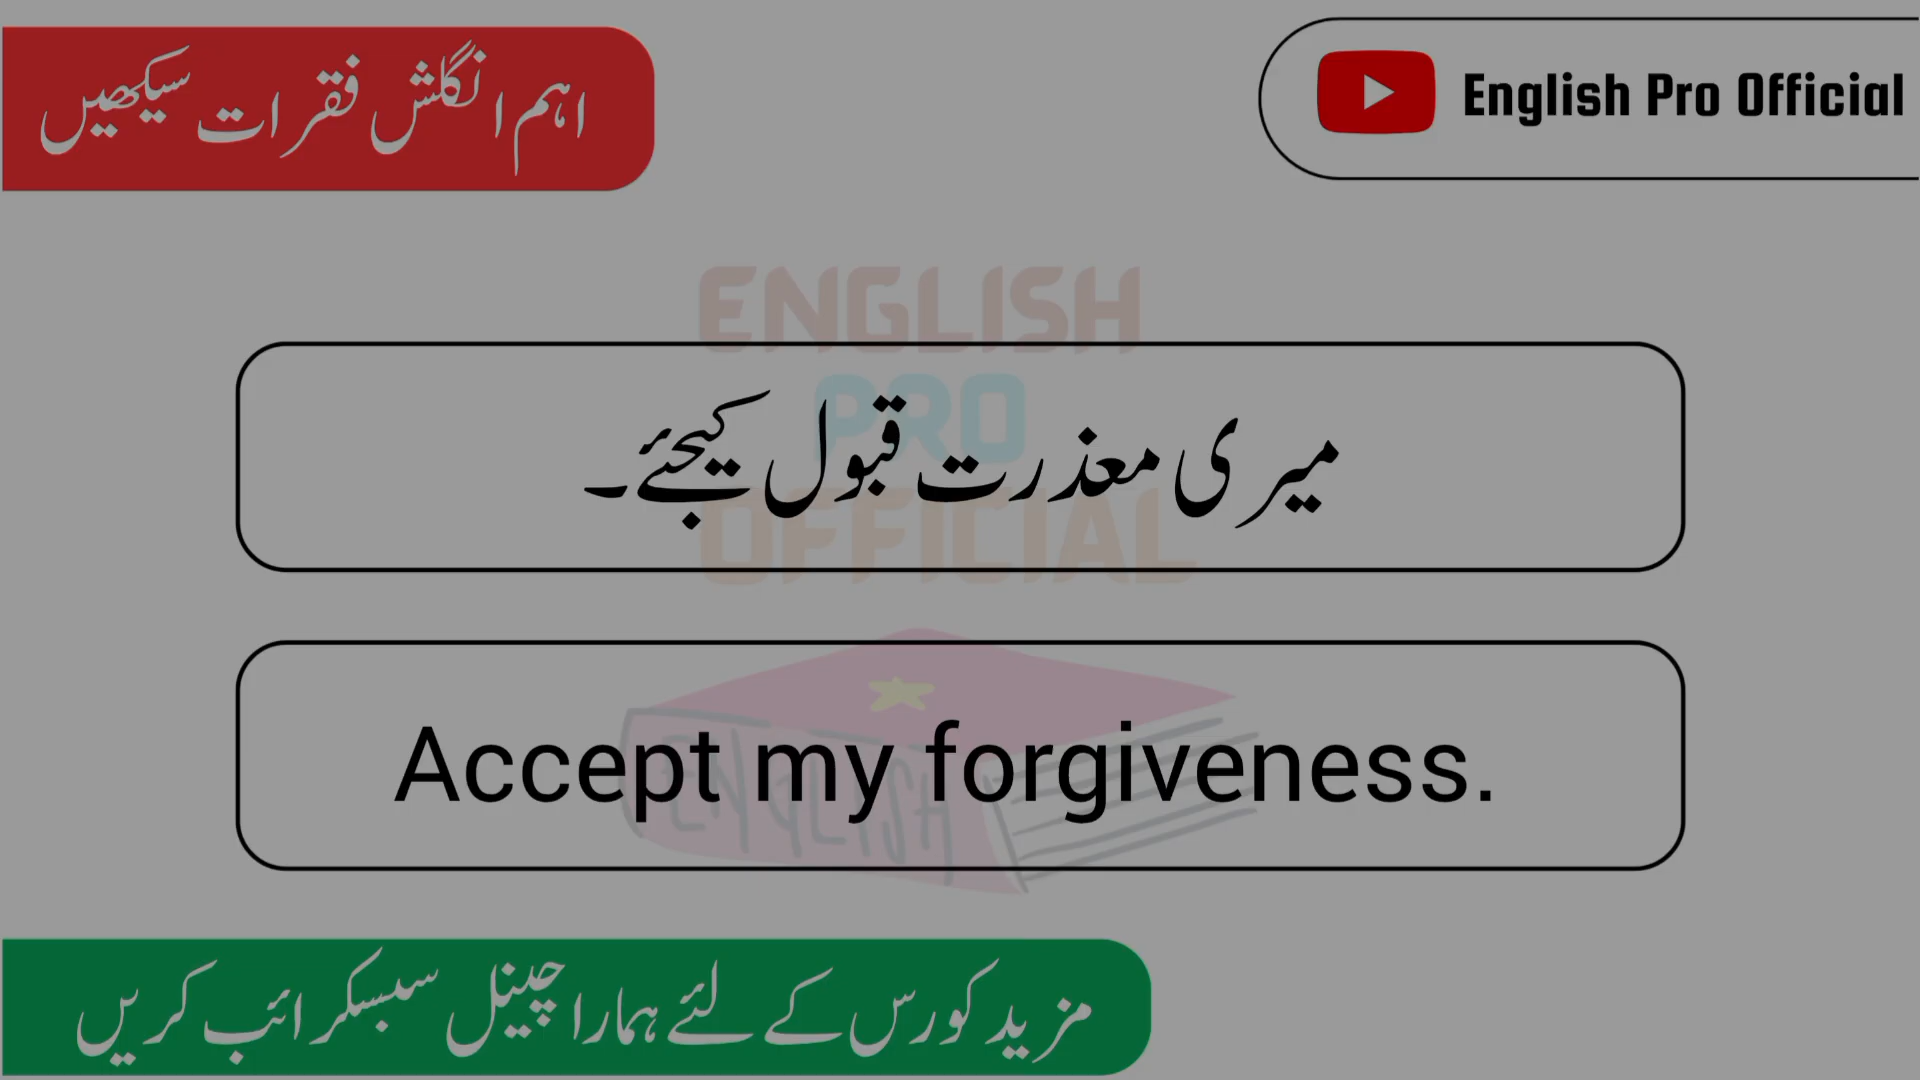 اہم انگلش فقرات سیکھیں
English Pro Official
ENGLISH
PRO
OFFICIAL
میری معذرت قبول کیجئے۔
Accept my forgiveness.
ENGLISH
مزید کورس کے لئے ہمارا چینل سبسکرائب کریں